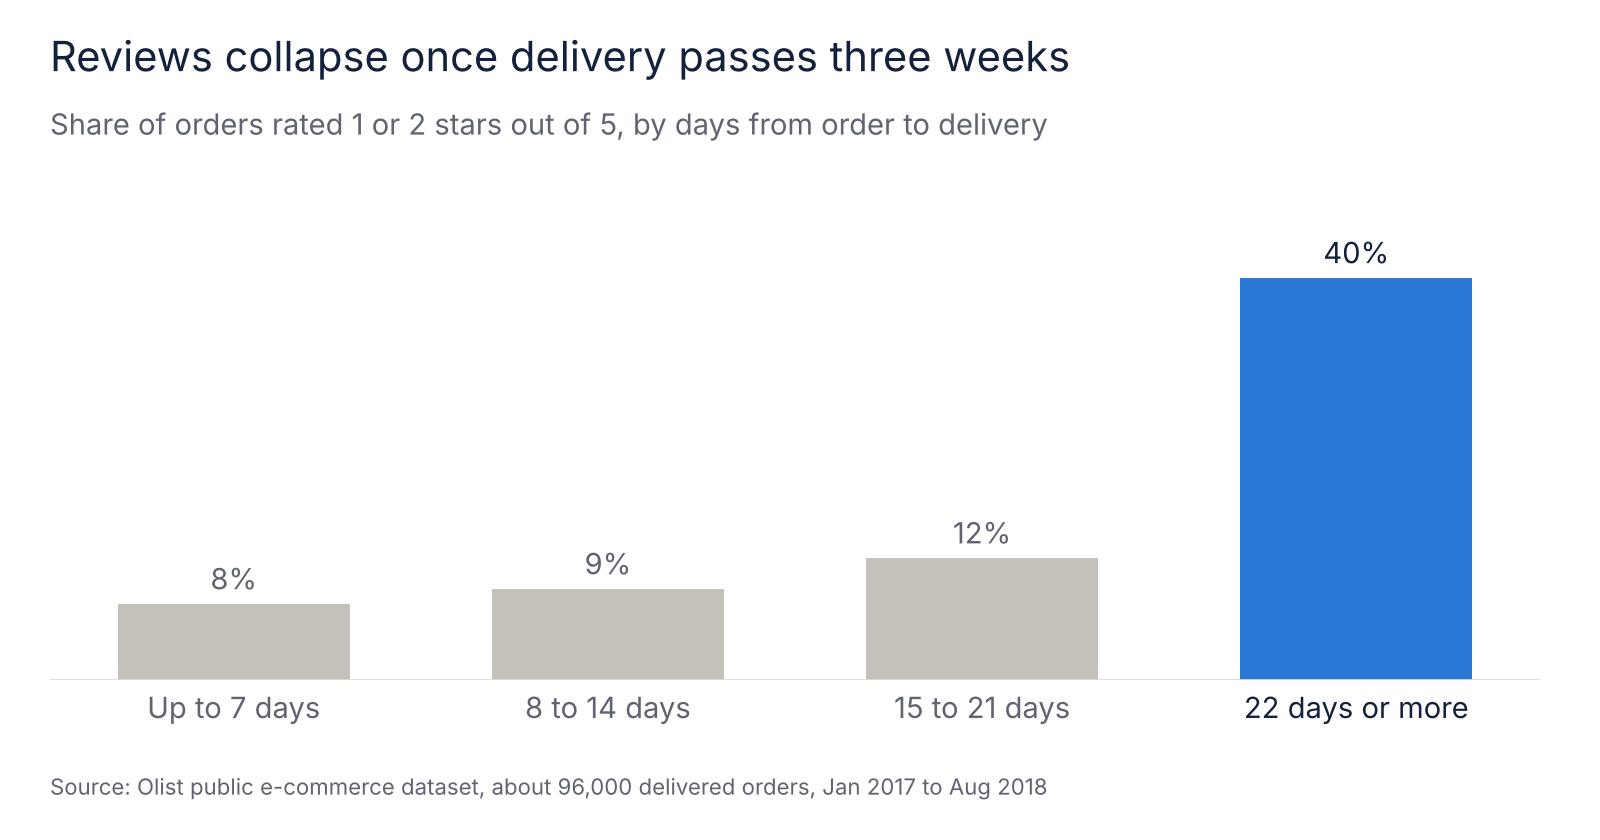 Reviews collapse once delivery passes three weeks
Share of orders rated 1 or 2 stars out of 5, by days from order to delivery
8%
9%
12%
40%
Up to 7 days
8 to 14 days
15 to 21 days
22 days or more
Source: Olist public e-commerce dataset, about 96,000 delivered orders, Jan 2017 to Aug 2018